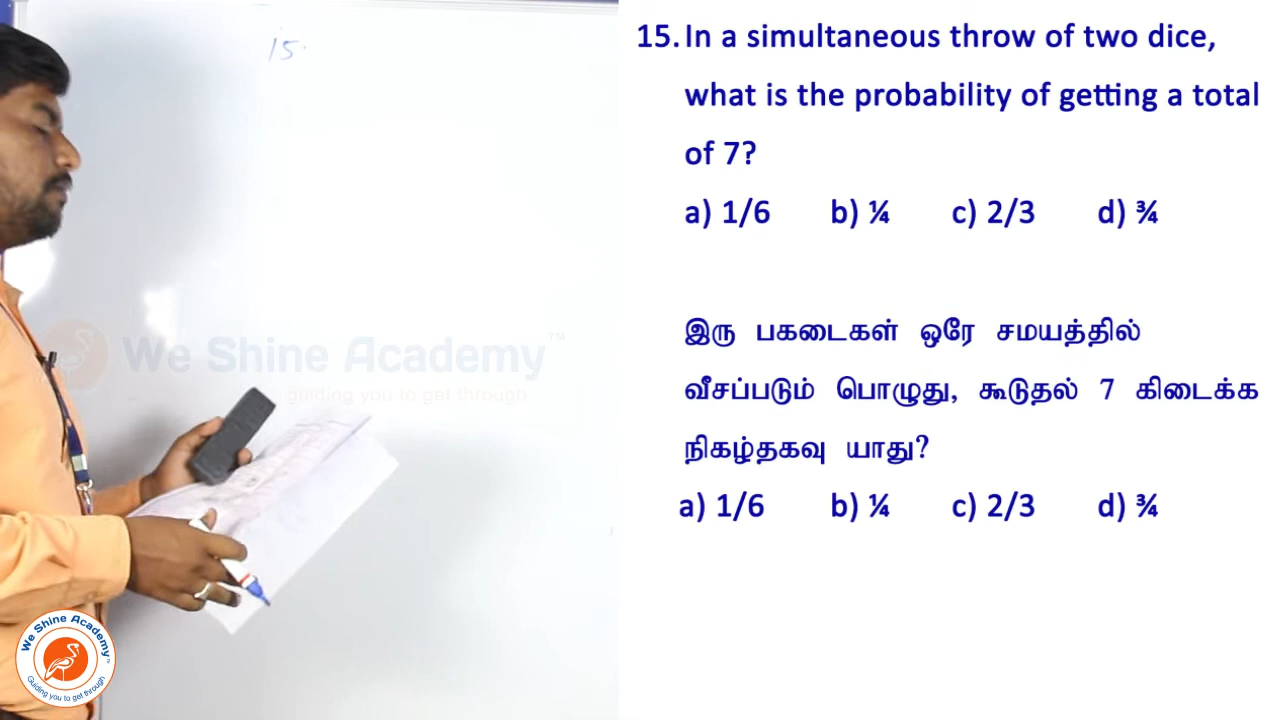 15.
15. In a simultaneous throw of two dice,
what is the probability of getting a total
of 7?
a) 1/6 b) ¼ c) 2/3 d) ¾
இரு பகடைகள் ஒரே சமயத்தில்
வீசப்படும் பொழுது, கூடுதல் 7 கிடைக்க
நிகழ்தகவு யாது?
a) 1/6 b) ¼ c) 2/3 d) ¾
We Shine Academy™
guiding you to get through
We Shine Academy™
Guiding you to get through